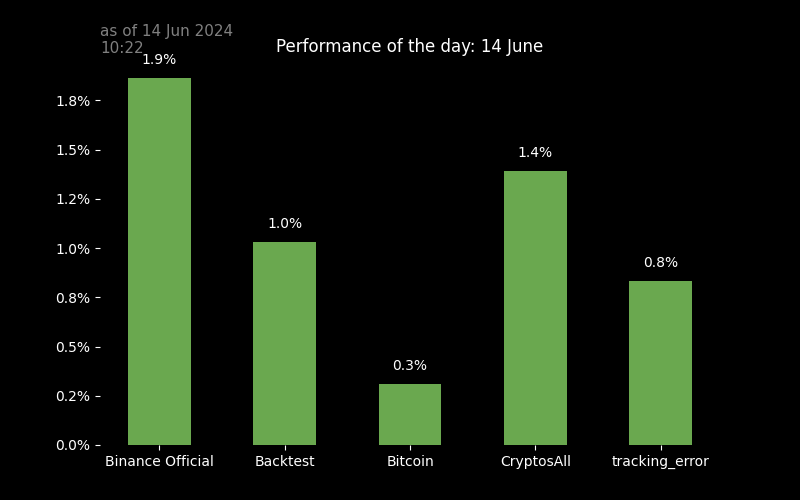 as of 14 Jun 2024
10:22
Performance of the day: 14 June
1.9%
1.8%
1.4%
1.5%
1.2%
1.0%
1.0%
0.8%
0.8%
0.5%
0.3%
0.2%
0.0%
Binance Official
Backtest
Bitcoin
CryptosAll
tracking_error